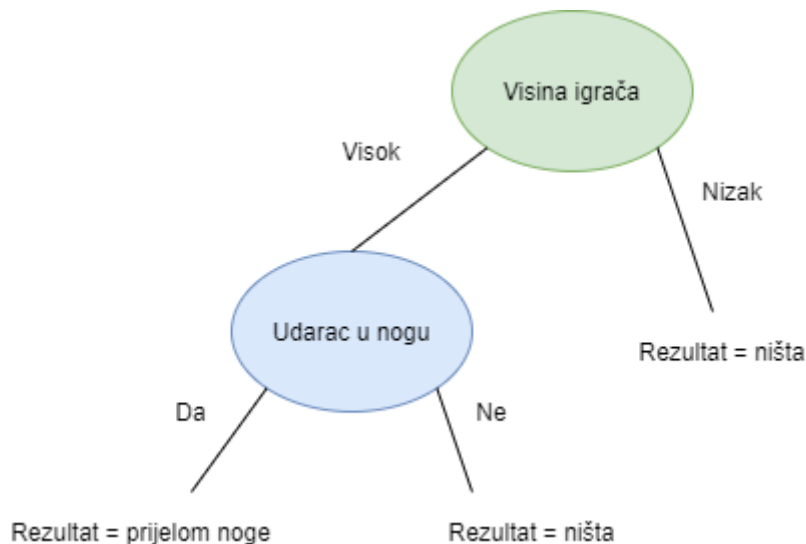 Visina igrača
Visok
Nizak
Udarac u nogu
Rezultat = ništa
Da
Ne
Rezultat = prijelom noge
Rezultat = ništa